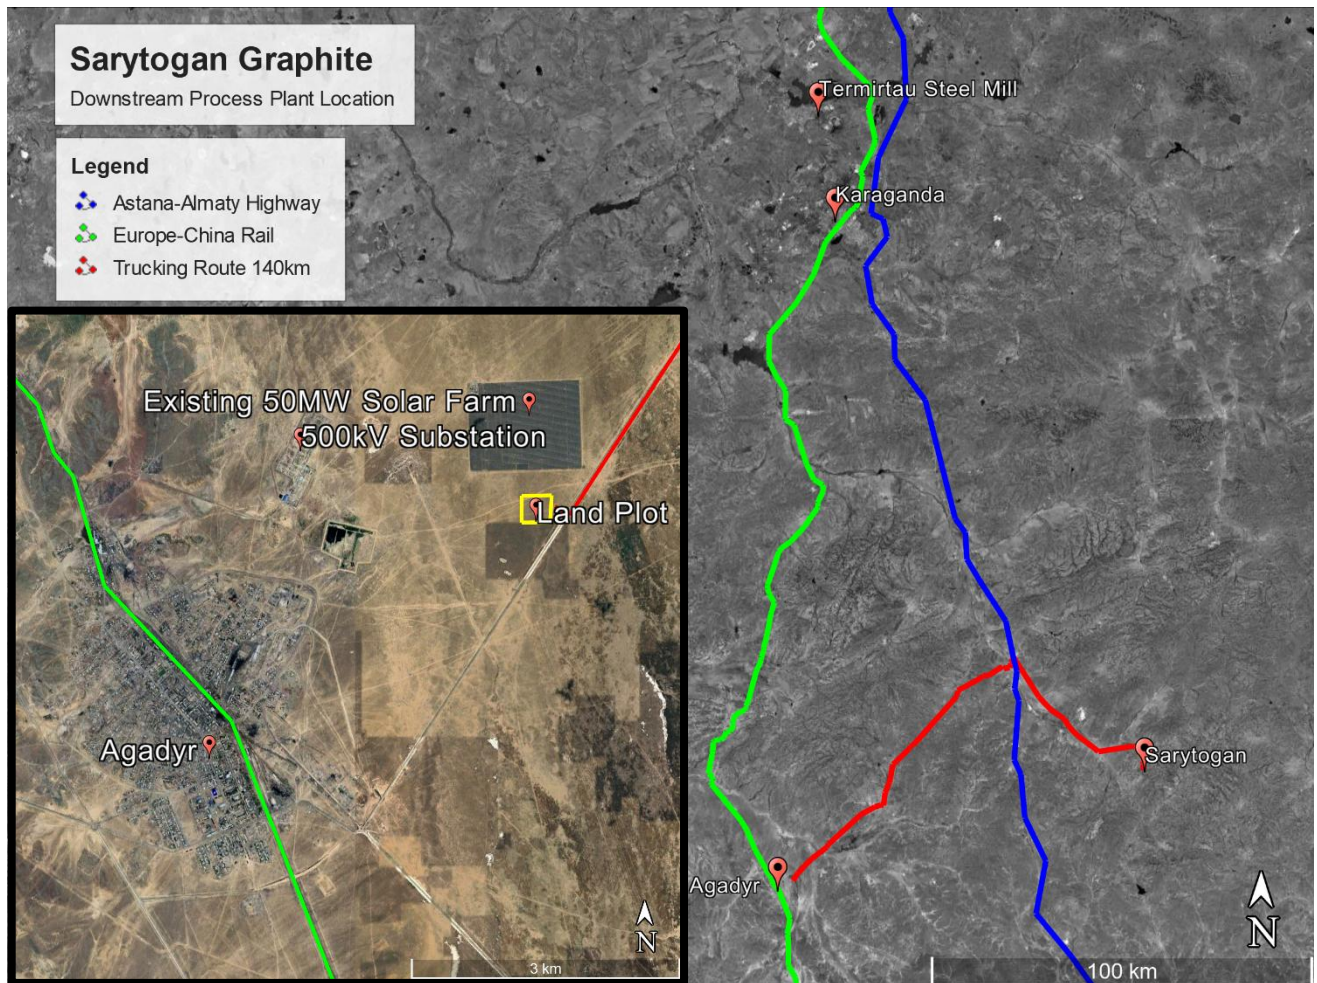 Sarytogan Graphite
Downstream Process Plant Location
Legend
Astana-Almaty Highway
Europe-China Rail
Trucking Route 140km
Termirtau Steel Mill
Karaganda
Existing 50MW Solar Farm
500kV Substation
Land Plot
Agadyr
N
3 km
Sarytogan
Agadyr
N
100 km